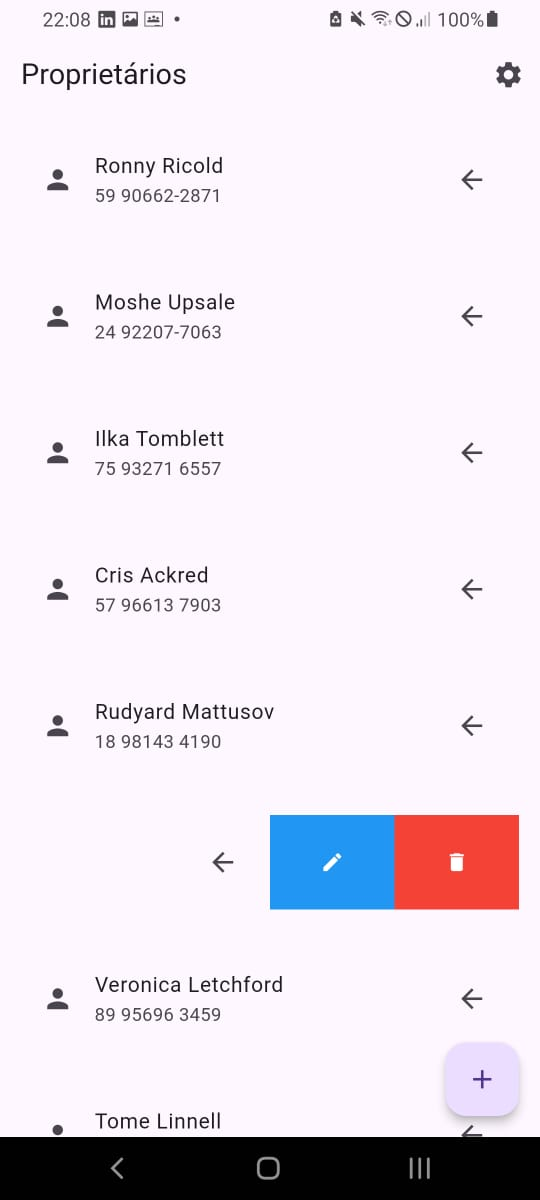 22:08 in 100%
Proprietários
Ronny Ricold
59 90662-2871
Moshe Upsale
24 92207-7063
Ilka Tomblett
75 93271 6557
Cris Ackred
57 96613 7903
Rudyard Mattusov
18 98143 4190
Veronica Letchford
89 95696 3459
Tome Linnell